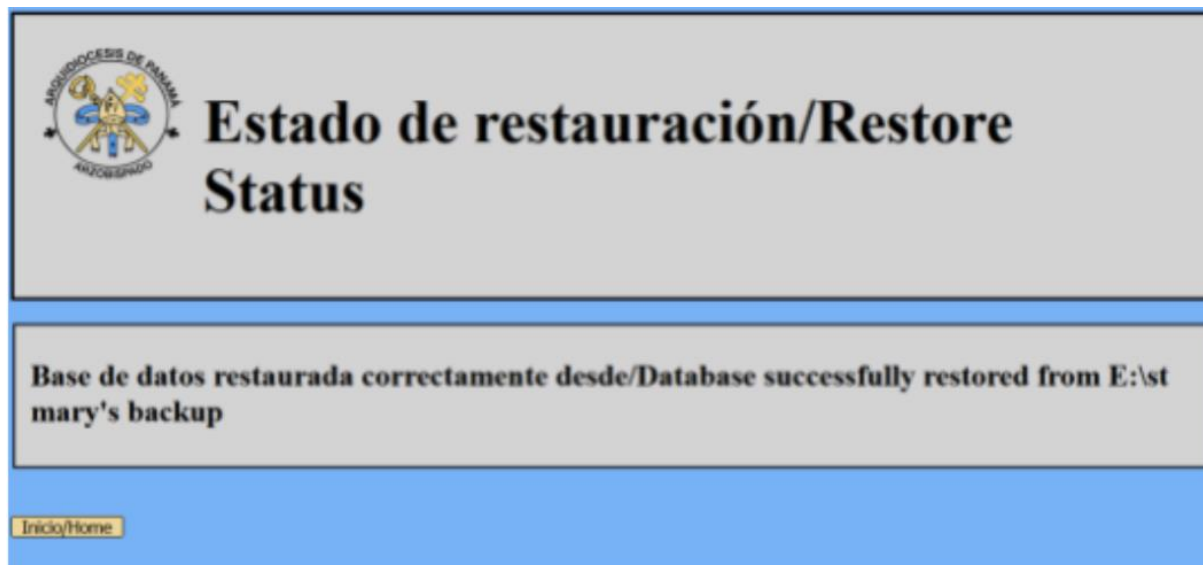 ARQUIDIOCESIS DE PANAMÁ
ARZOBISPADO
Estado de restauración/Restore
Status
Base de datos restaurada correctamente desde/Database successfully restored from E:\st
mary's backup
Inicio/Home